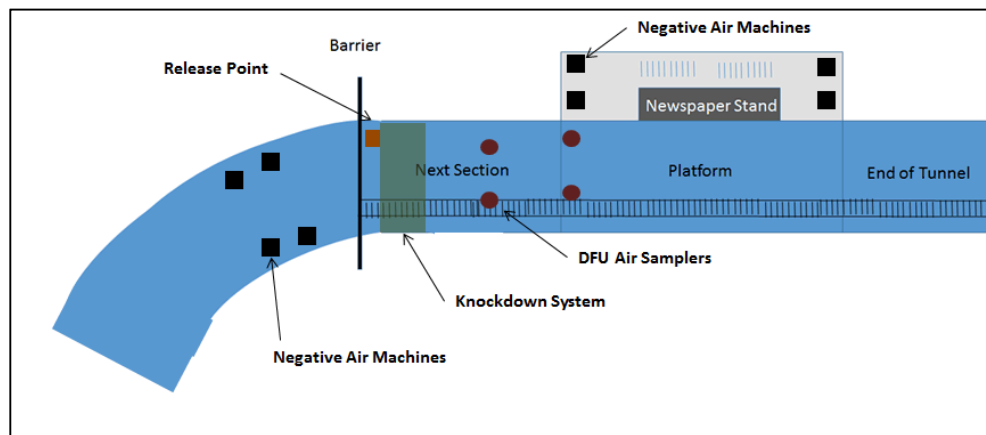 Negative Air Machines
Barrier
Release Point
Newspaper Stand
Next Section
Platform
End of Tunnel
DFU Air Samplers
Knockdown System
Negative Air Machines